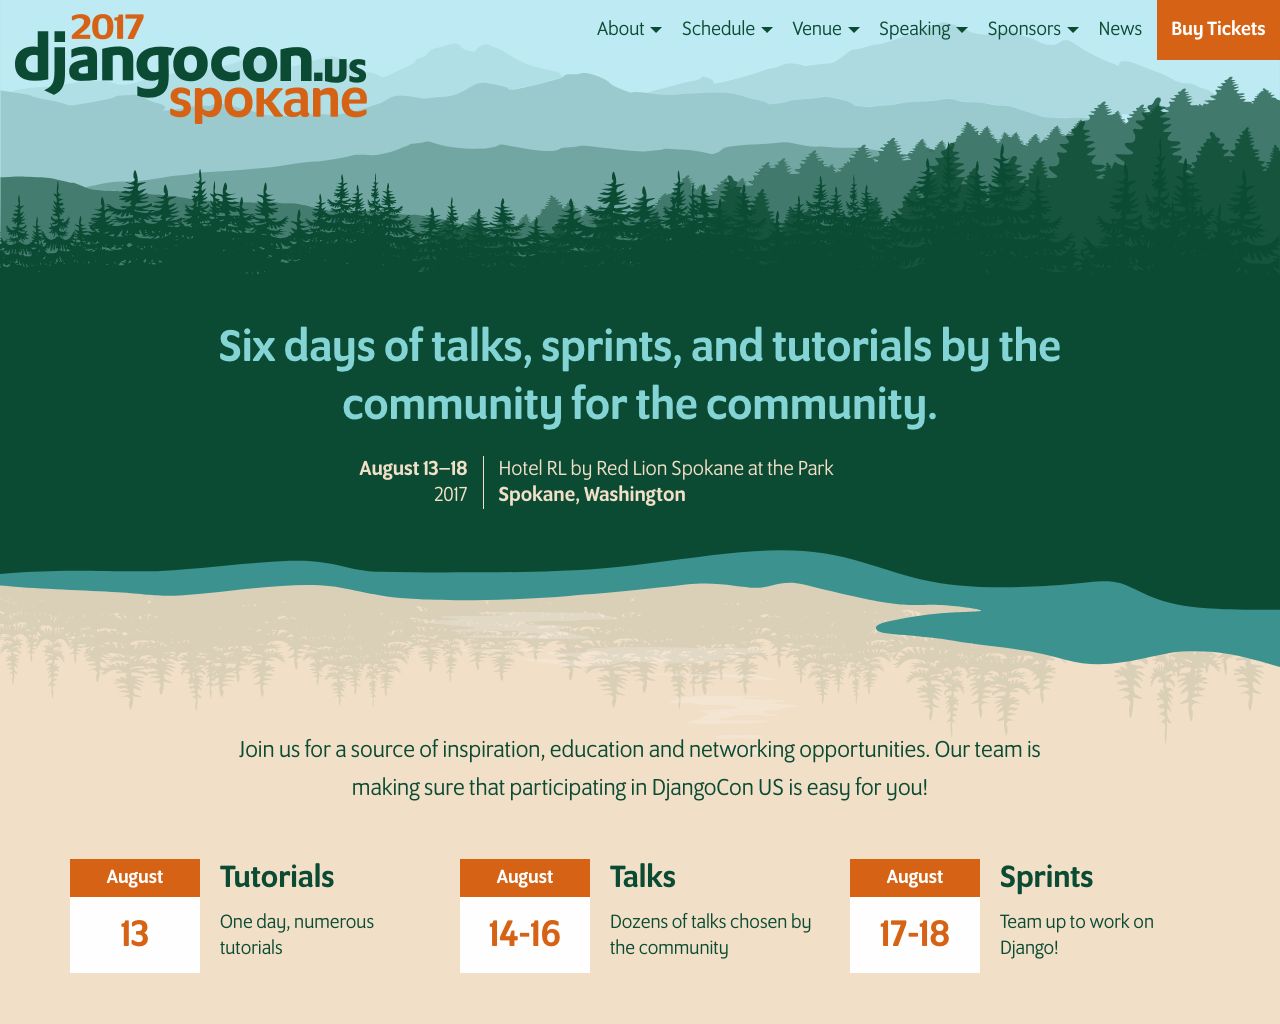 2017
djangocon.us
spokane
About
Schedule
Venue
Speaking
Sponsors
News
Buy Tickets
Six days of talks, sprints, and tutorials by the
community for the community.
August 13–18
2017
Hotel RL by Red Lion Spokane at the Park
Spokane, Washington
Join us for a source of inspiration, education and networking opportunities. Our team is
making sure that participating in DjangoCon US is easy for you!
August
13
Tutorials
One day, numerous
tutorials
August
14-16
Talks
Dozens of talks chosen by
the community
August
17-18
Sprints
Team up to work on
Django!